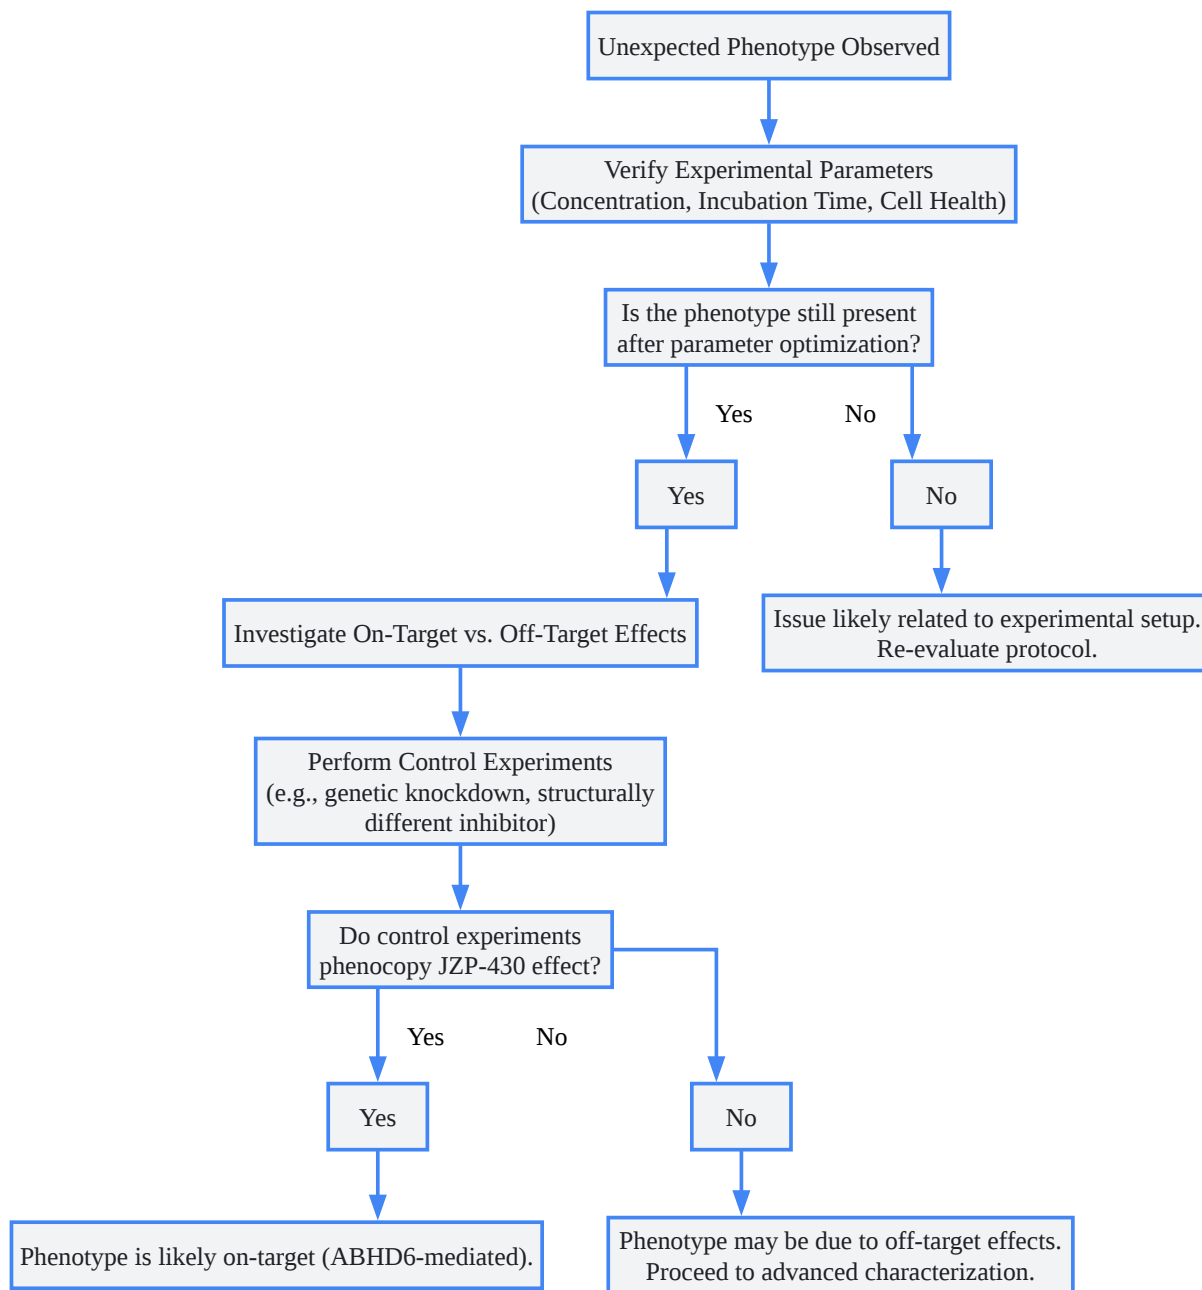 Unexpected Phenotype Observed
Verify Experimental Parameters
(Concentration, Incubation Time, Cell Health)
Is the phenotype still present
after parameter optimization?
Yes
No
Yes
No
Investigate On-Target vs. Off-Target Effects
Issue likely related to experimental setup.
Re-evaluate protocol.
Perform Control Experiments
(e.g., genetic knockdown, structurally
different inhibitor)
Do control experiments
phenocopy JZP-430 effect?
Yes
No
Yes
No
Phenotype is likely on-target (ABHD6-mediated).
Phenotype may be due to off-target effects.
Proceed to advanced characterization.